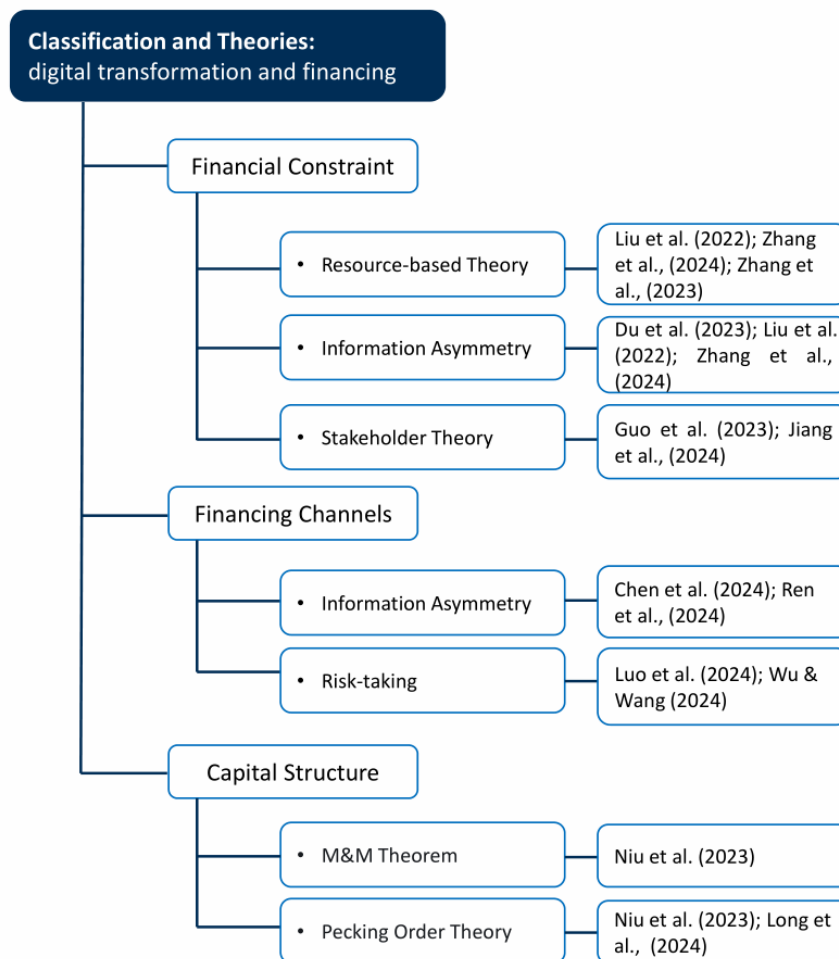 Classification and Theories:
digital transformation and financing
Financial Constraint
• Resource-based Theory
Liu et al. (2022); Zhang
et al., (2024); Zhang et
al., (2023)
• Information Asymmetry
Du et al. (2023); Liu et al.
(2022); Zhang et al.,
(2024)
• Stakeholder Theory
Guo et al. (2023); Jiang
et al., (2024)
Financing Channels
• Information Asymmetry
Chen et al. (2024); Ren
et al., (2024)
• Risk-taking
Luo et al. (2024); Wu &
Wang (2024)
Capital Structure
• M&M Theorem
Niu et al. (2023)
• Pecking Order Theory
Niu et al. (2023); Long et
al., (2024)